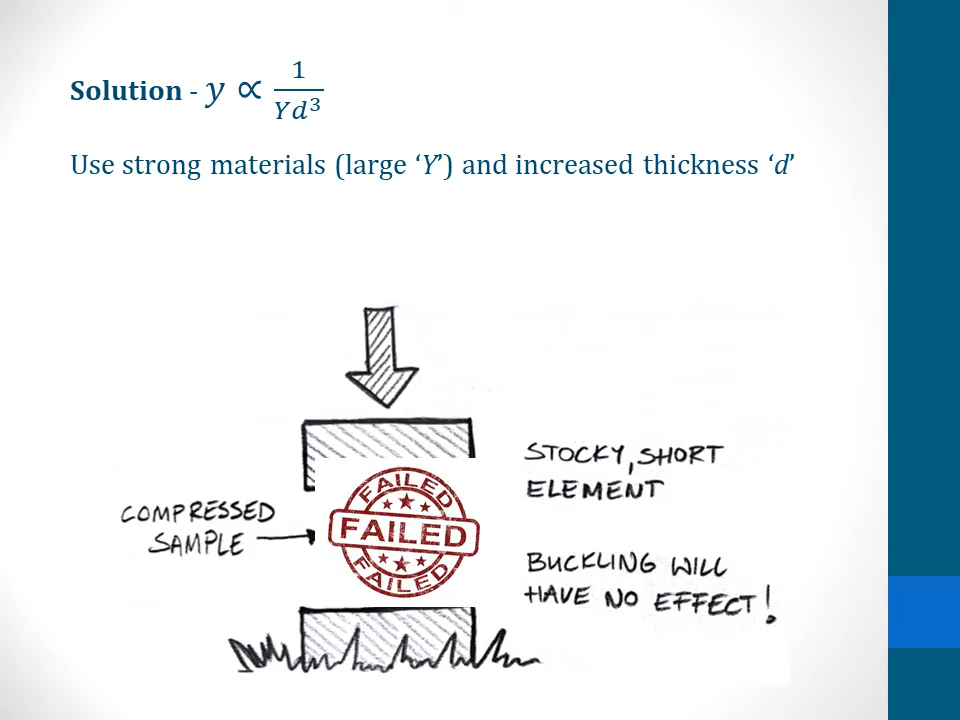 Solution - y ∝ 1/Yd³
Use strong materials (large ‘Y’) and increased thickness ‘d’
STOCKY, SHORT
ELEMENT
COMPRESSED
SAMPLE
FAILED
FAILED
FAILED
BUCKLING WILL
HAVE NO EFFECT!